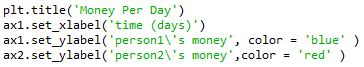 plt.title('Money Per Day')
ax1.set_xlabel('time (days)')
ax1.set_ylabel('person1\'s money', color = 'blue' )
ax2.set_ylabel('person2\'s money',color = 'red' )